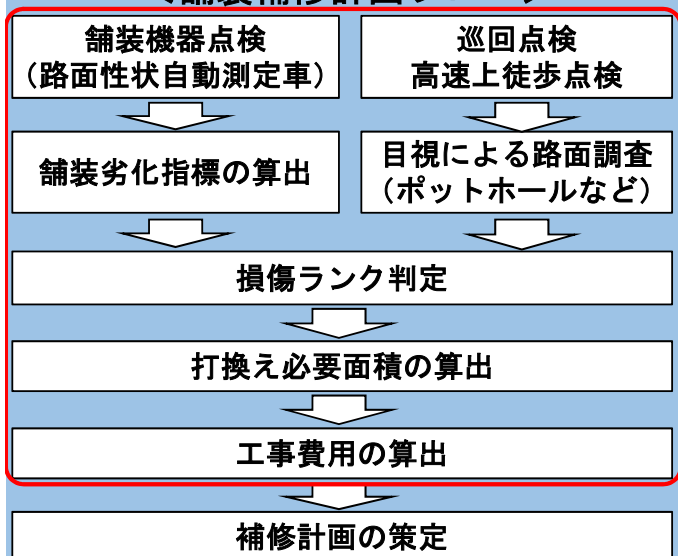 舗装機器点検
（路面性状自動測定車）
巡回点検
高速上徒歩点検
舗装劣化指標の算出
目視による路面調査
（ポットホールなど）
損傷ランク判定
打換え必要面積の算出
工事費用の算出
補修計画の策定